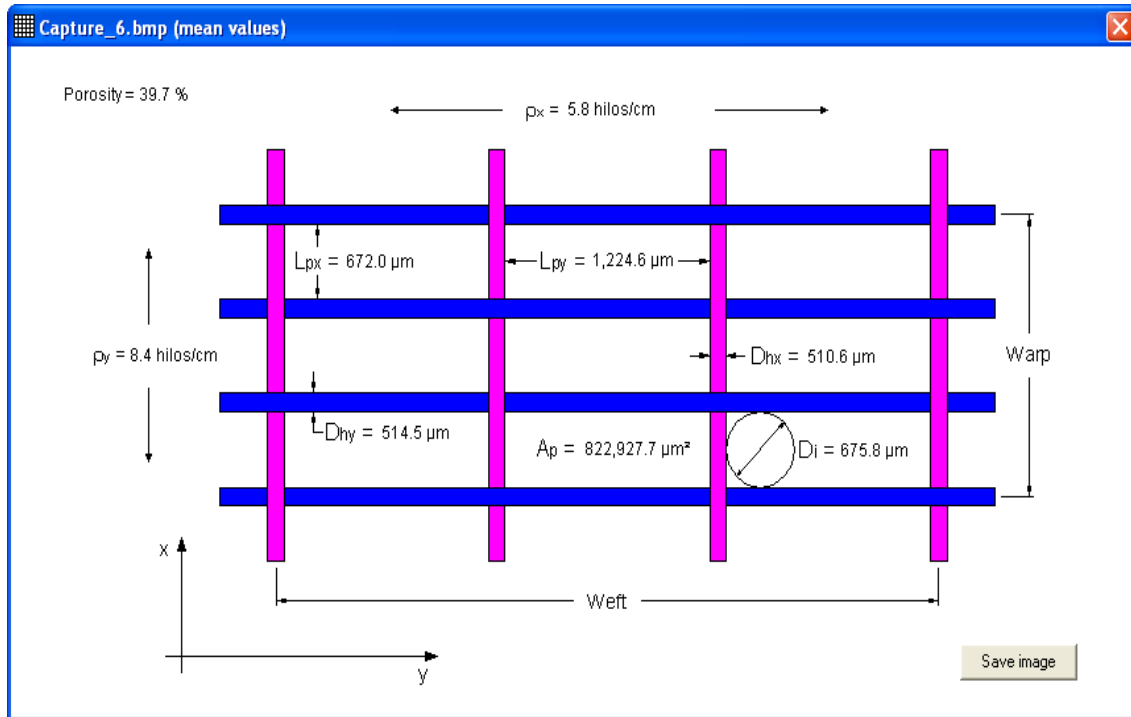 Capture_6.bmp (mean values)
Porosity = 39.7 %
ρx = 5.8 hilos/cm
Lpx = 672.0 µm
Lpy = 1,224.6 µm
ρy = 8.4 hilos/cm
Dhx = 510.6 µm
Warp
Dhy = 514.5 µm
Ap = 822,927.7 µm²
Di = 675.8 µm
x
Weft
y
Save image